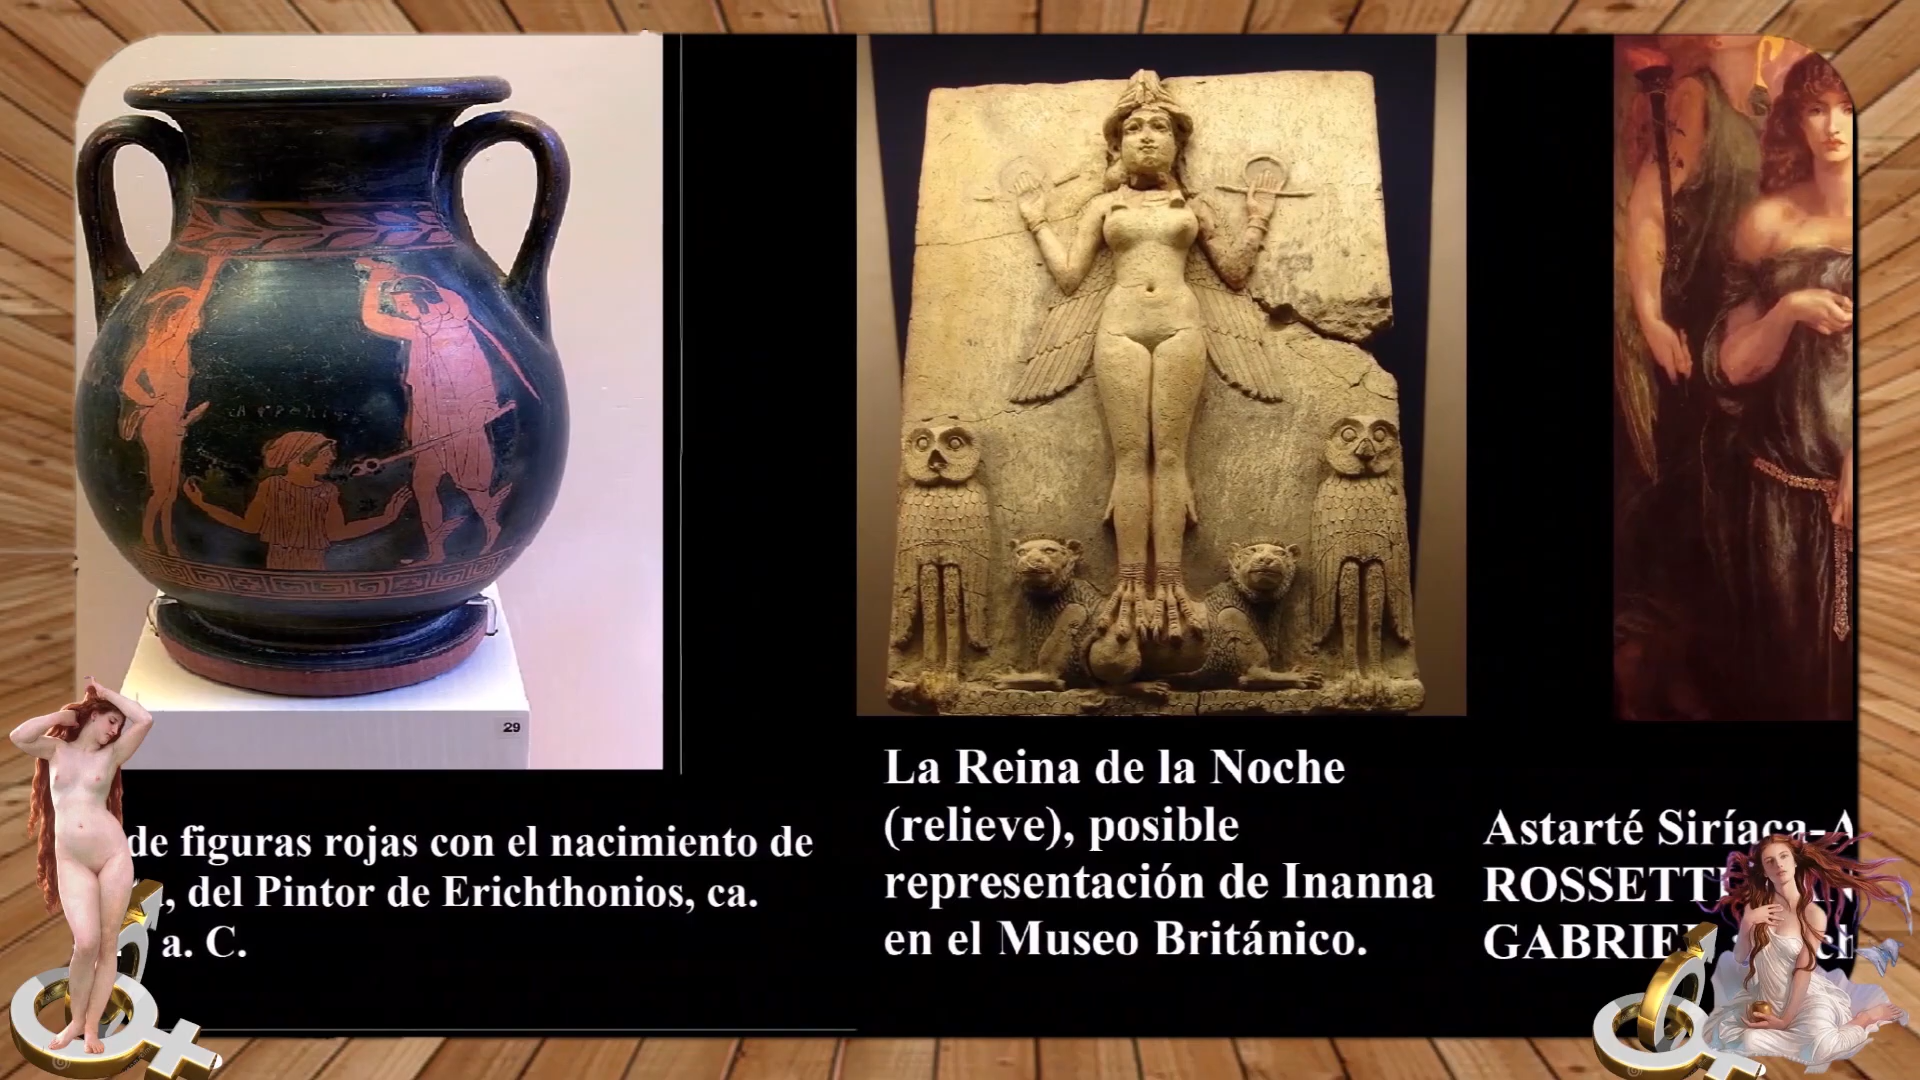 29
de figuras rojas con el nacimiento de
, del Pintor de Erichthonios, ca.
a. C.
La Reina de la Noche
(relieve), posible
representación de Inanna
en el Museo Británico.
Astarté Siríaca-A
ROSSETT
GABRIE